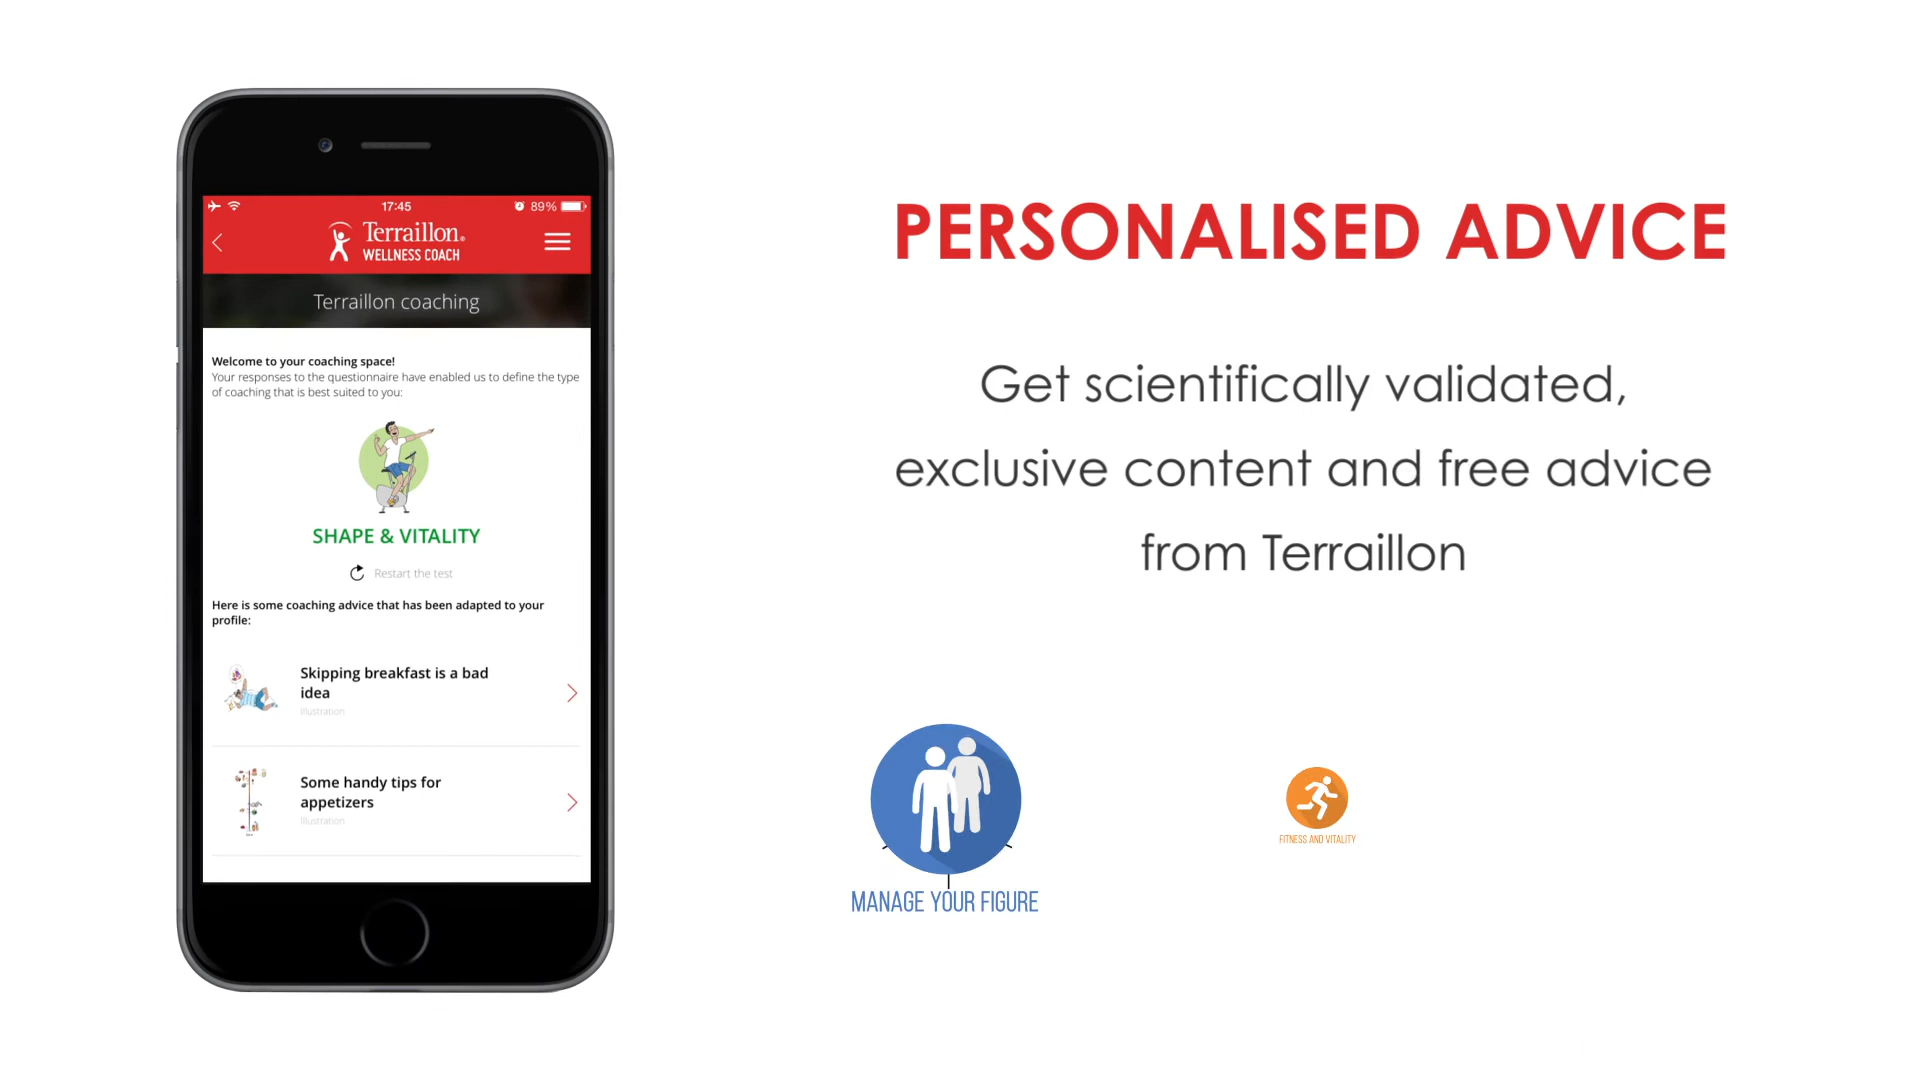 17:45
89%
Terraillon®
WELLNESS COACH
Terraillon coaching
Welcome to your coaching space!
Your responses to the questionnaire have enabled us to define the type
of coaching that is best suited to you:
SHAPE & VITALITY
Restart the test
Here is some coaching advice that has been adapted to your
profile:
Skipping breakfast is a bad
idea
Illustration
Some handy tips for
appetizers
Illustration
PERSONALISED ADVICE
Get scientifically validated,
exclusive content and free advice
from Terraillon
MANAGE YOUR FIGURE
FITNESS AND VITALITY